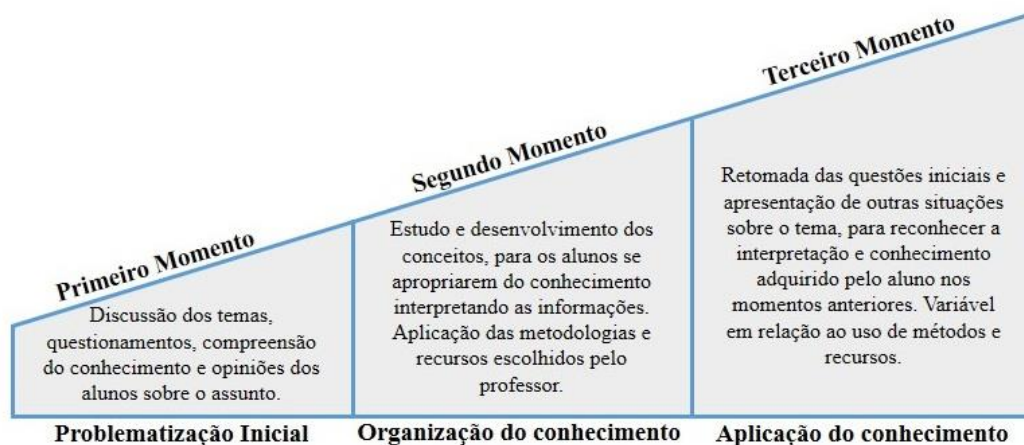 Primeiro Momento
Discussão dos temas,
questionamentos, compreensão
do conhecimento e opiniões dos
alunos sobre o assunto.
Problematização Inicial
Segundo Momento
Estudo e desenvolvimento dos
conceitos, para os alunos se
apropriarem do conhecimento
interpretando as informações.
Aplicação das metodologias e
recursos escolhidos pelo
professor.
Organização do conhecimento
Terceiro Momento
Retomada das questões iniciais e
apresentação de outras situações
sobre o tema, para reconhecer a
interpretação e conhecimento
adquirido pelo aluno nos
momentos anteriores. Variável
em relação ao uso de métodos e
recursos.
Aplicação do conhecimento